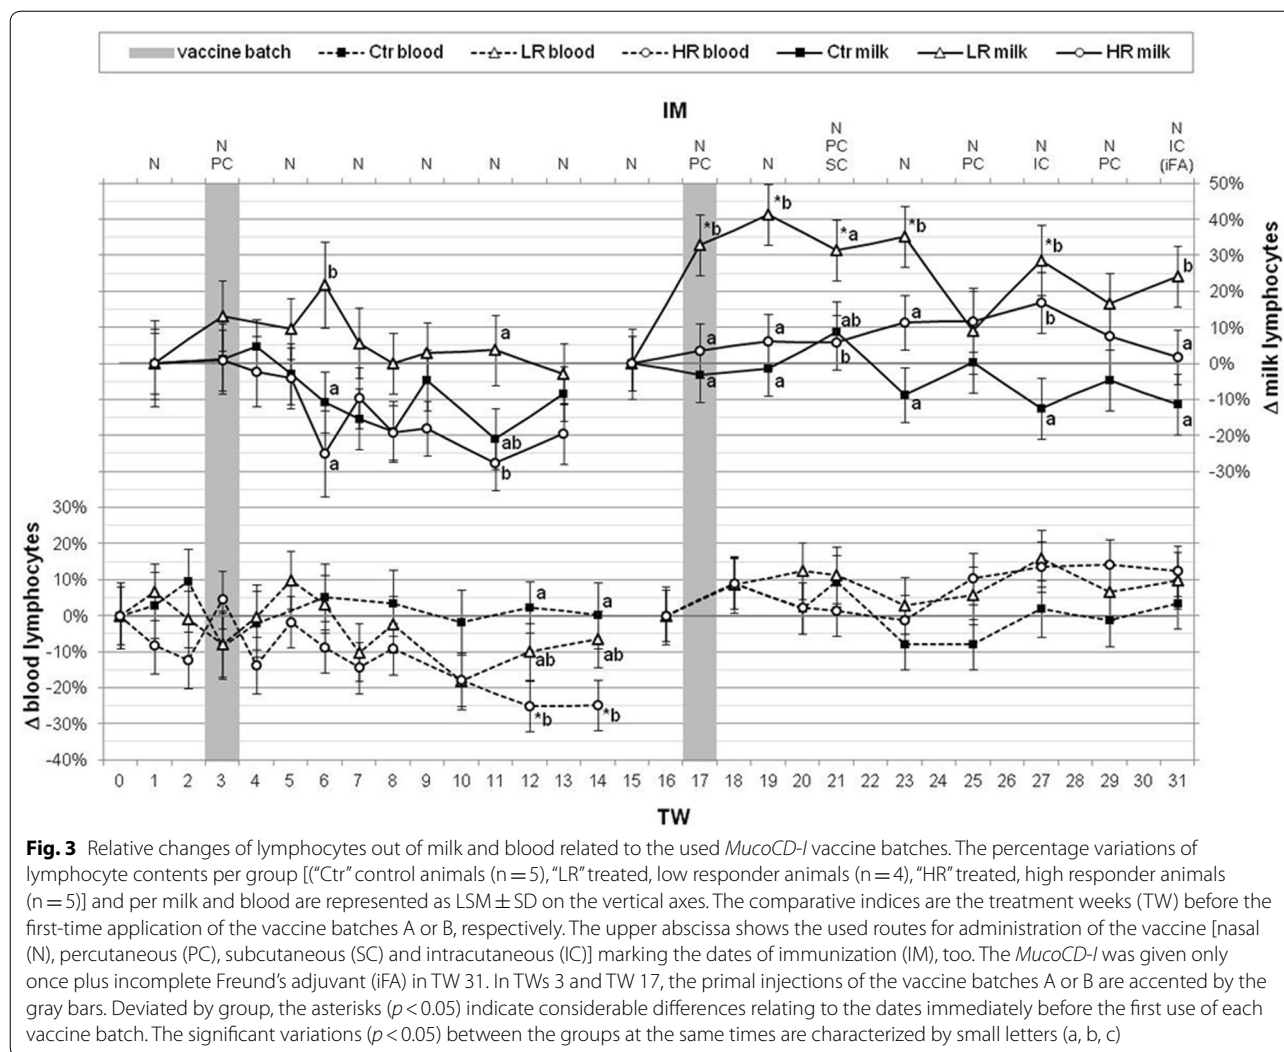 vaccine batch Ctr blood LR blood HR blood Ctr milk LR milk HR milk
IM
N N PC N N N N N N N PC N N PC SC N N PC N IC N PC N IC (iFA)
50%
40%
30%
20%
10%
0%
-10%
-20%
-30%
Δ milk lymphocytes
b
a
a
a
ab
b
*b
a
*b
a
a
*a
ab
b
*b
a
*b
b
a
b
a
a
30%
20%
10%
0%
-10%
-20%
-30%
-40%
Δ blood lymphocytes
a
ab
*b
a
ab
*b
0 1 2 3 4 5 6 7 8 9 10 11 12 13 14 15 16 17 18 19 20 21 22 23 24 25 26 27 28 29 30 31
TW
Fig. 3 Relative changes of lymphocytes out of milk and blood related to the used MucoCD-I vaccine batches. The percentage variations of
lymphocyte contents per group [(“Ctr” control animals (n = 5), “LR” treated, low responder animals (n = 4), “HR” treated, high responder animals
(n = 5)] and per milk and blood are represented as LSM ± SD on the vertical axes. The comparative indices are the treatment weeks (TW) before the
first-time application of the vaccine batches A or B, respectively. The upper abscissa shows the used routes for administration of the vaccine [nasal
(N), percutaneous (PC), subcutaneous (SC) and intracutaneous (IC)] marking the dates of immunization (IM), too. The MucoCD-I was given only
once plus incomplete Freund’s adjuvant (iFA) in TW 31. In TWs 3 and TW 17, the primal injections of the vaccine batches A or B are accented by the
gray bars. Deviated by group, the asterisks (p < 0.05) indicate considerable differences relating to the dates immediately before the first use of each
vaccine batch. The significant variations (p < 0.05) between the groups at the same times are characterized by small letters (a, b, c)